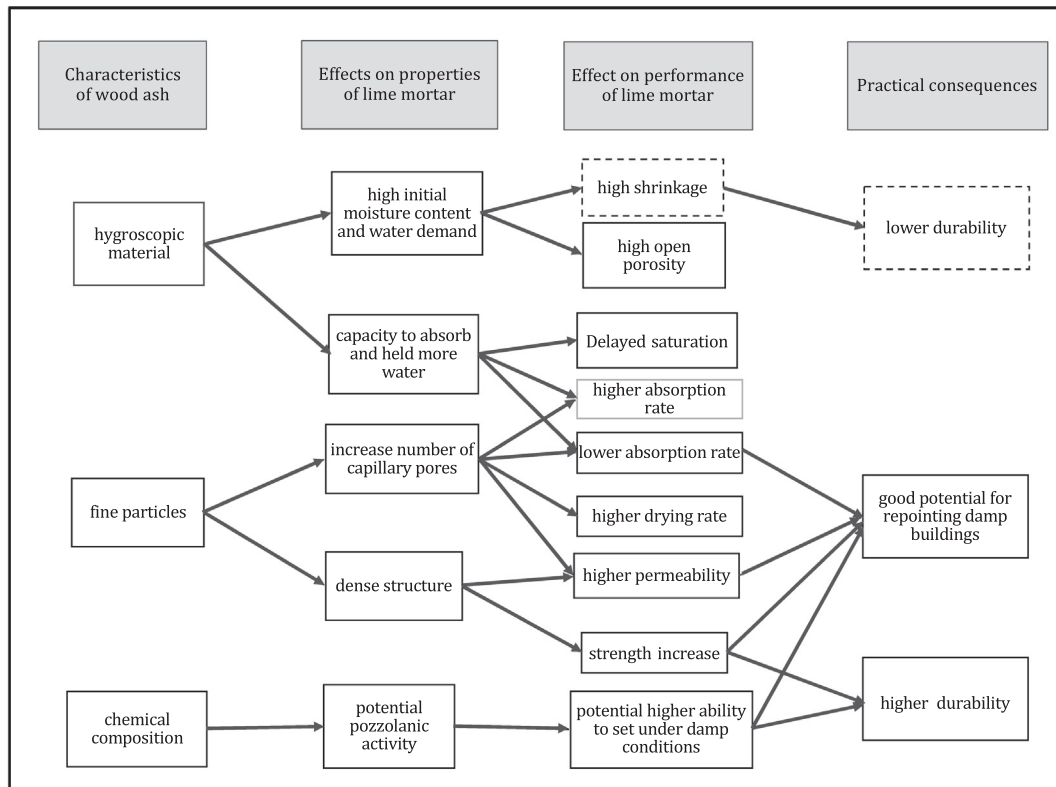 Characteristics
of wood ash
Effects on properties
of lime mortar
Effect on performance
of lime mortar
Practical consequences
hygroscopic
material
high initial
moisture content
and water demand
high shrinkage
lower durability
high open
porosity
capacity to absorb
and held more
water
Delayed saturation
higher absorption
rate
increase number of
capillary pores
lower absorption rate
fine particles
higher drying rate
good potential for
repointing damp
buildings
dense structure
higher permeability
strength increase
chemical
composition
potential
pozzolanic
activity
potential higher ability
to set under damp
conditions
higher durability